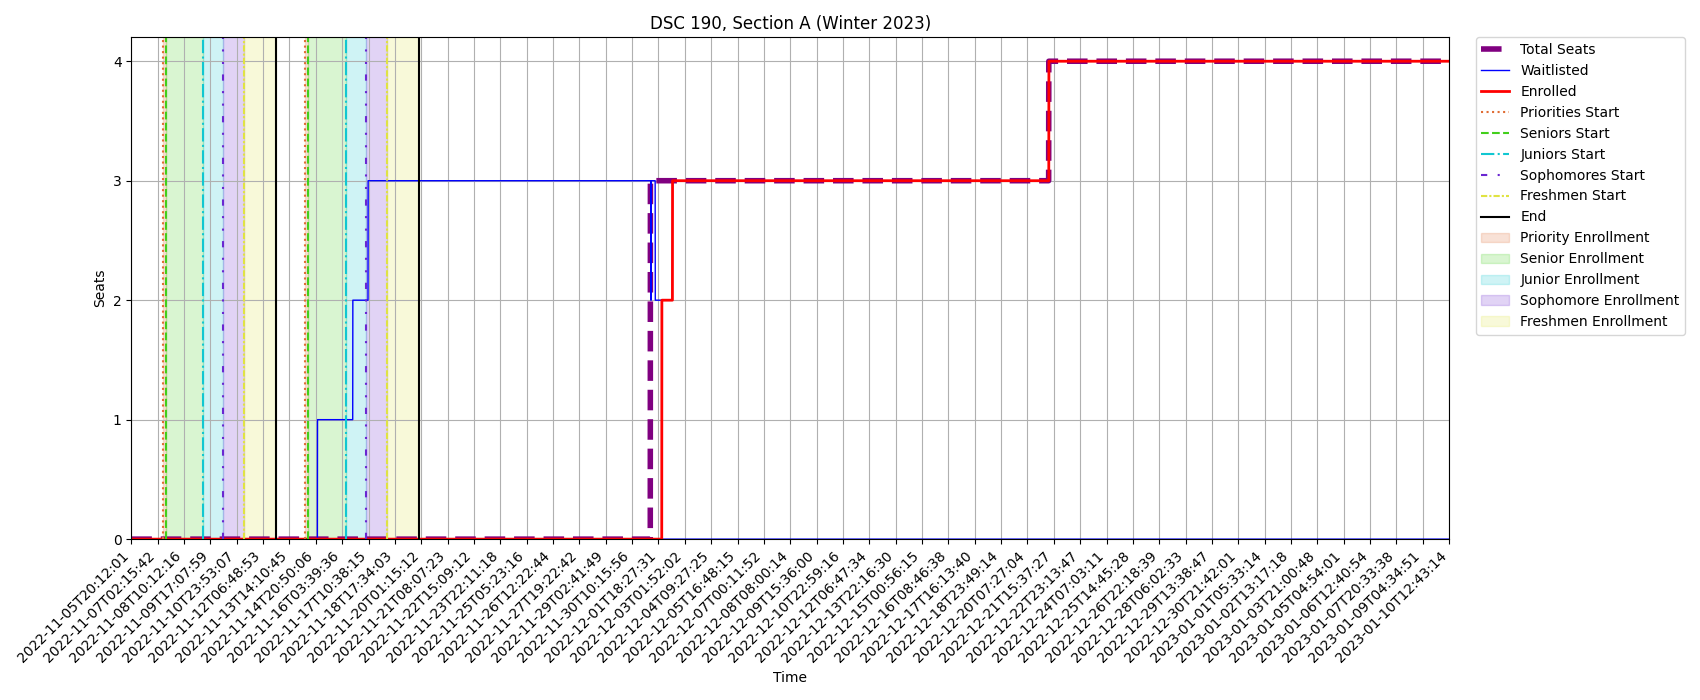 DSC 190, Section A (Winter 2023)
Seats
4
3
2
1
0
2022-11-05T20:12:01
2022-11-07T02:15:42
2022-11-08T10:12:16
2022-11-09T17:07:59
2022-11-10T23:53:07
2022-11-12T06:48:53
2022-11-13T14:10:45
2022-11-14T20:50:06
2022-11-16T03:39:36
2022-11-17T10:38:15
2022-11-18T17:34:03
2022-11-20T01:15:12
2022-11-21T08:07:23
2022-11-22T15:09:12
2022-11-23T22:11:18
2022-11-25T05:23:16
2022-11-26T12:22:44
2022-11-27T19:22:42
2022-11-29T02:41:49
2022-11-30T10:15:56
2022-12-01T18:27:31
2022-12-03T01:52:02
2022-12-04T09:27:25
2022-12-05T16:48:15
2022-12-07T00:11:52
2022-12-08T08:00:14
2022-12-09T15:36:00
2022-12-10T22:59:16
2022-12-12T06:47:34
2022-12-13T22:16:30
2022-12-15T00:56:15
2022-12-16T08:46:38
2022-12-17T16:13:40
2022-12-18T23:49:14
2022-12-20T07:27:04
2022-12-21T15:37:27
2022-12-22T23:13:47
2022-12-24T07:03:11
2022-12-25T14:45:28
2022-12-26T22:18:39
2022-12-28T06:02:33
2022-12-29T13:38:47
2022-12-30T21:42:01
2023-01-01T05:33:14
2023-01-02T13:17:18
2023-01-03T21:00:48
2023-01-05T04:54:01
2023-01-06T12:40:54
2023-01-07T20:33:38
2023-01-09T04:34:51
2023-01-10T12:43:14
Time
Total Seats
Waitlisted
Enrolled
Priorities Start
Seniors Start
Juniors Start
Sophomores Start
Freshmen Start
End
Priority Enrollment
Senior Enrollment
Junior Enrollment
Sophomore Enrollment
Freshmen Enrollment